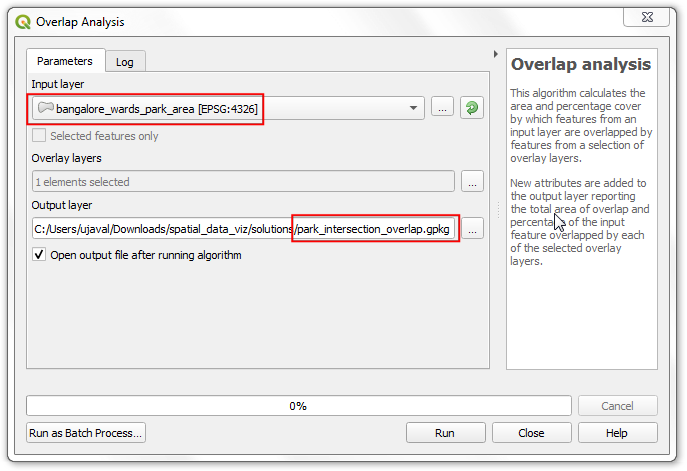 Overlap Analysis
Parameters
Log
Input layer
bangalore_wards_park_area [EPSG:4326]
...
Selected features only
Overlay layers
1 elements selected
...
Output layer
C:/Users/ujaval/Downloads/spatial_data_viz/solutions/park_intersection_overlap.gpkg
...
Open output file after running algorithm
Overlap analysis
This algorithm calculates the
area and percentage cover
by which features from an
input layer are overlapped by
features from a selection of
overlay layers.
New attributes are added to
the output layer reporting
the total area of overlap and
percentage of the input
feature overlapped by each
of the selected overlay
layers.
0%
Cancel
Run as Batch Process...
Run
Close
Help